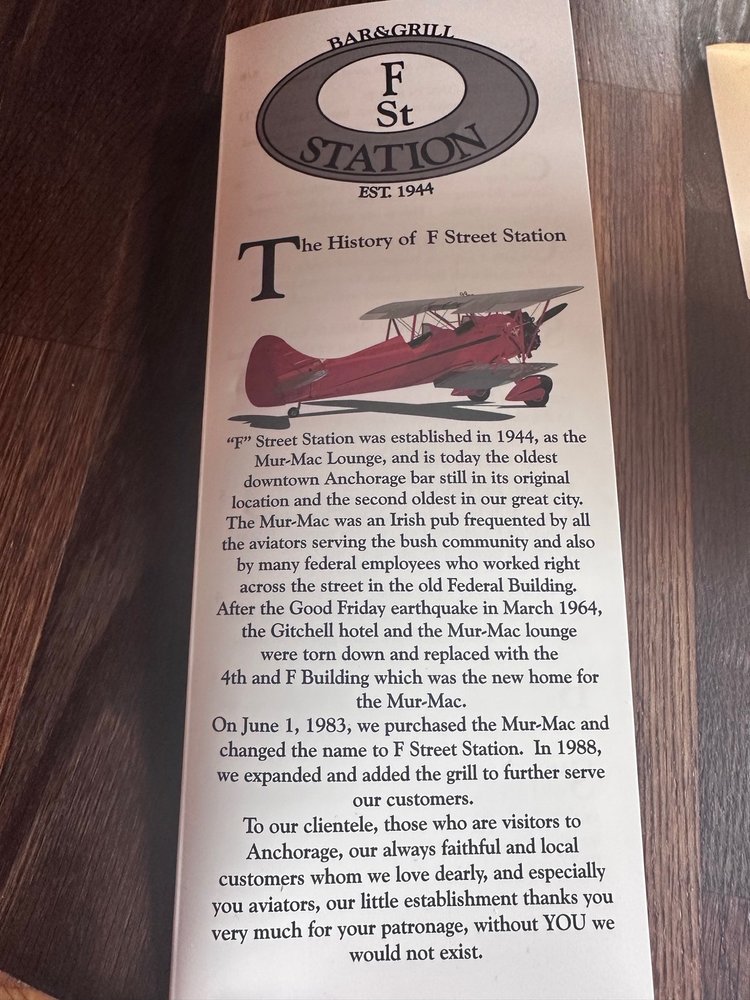 BAR&GRILL
F
St
STATION
EST. 1944
The History of F Street Station
"F" Street Station was established in 1944, as the
Mur-Mac Lounge, and is today the oldest
downtown Anchorage bar still in its original
location and the second oldest in our great city.
The Mur-Mac was an Irish pub frequented by all
the aviators serving the bush community and also
by many federal employees who worked right
across the street in the old Federal Building.
After the Good Friday earthquake in March 1964,
the Gitchell hotel and the Mur-Mac lounge
were torn down and replaced with the
4th and F Building which was the new home for
the Mur-Mac.
On June 1, 1983, we purchased the Mur-Mac and
changed the name to F Street Station. In 1988,
we expanded and added the grill to further serve
our customers.
To our clientele, those who are visitors to
Anchorage, our always faithful and local
customers whom we love dearly, and especially
you aviators, our little establishment thanks you
very much for your patronage, without YOU we
would not exist.